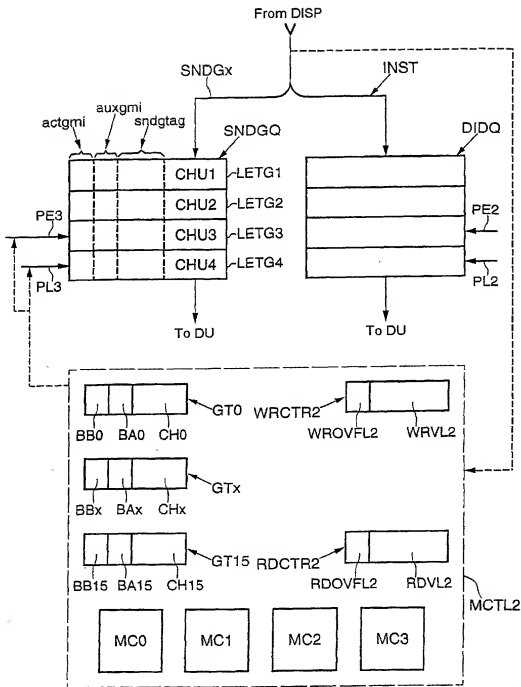 From DISP
SNDGx
INST
auxgmi
actgmi
sndgtag
SNDGQ
DIDQ
CHU1
LETG1
CHU2
LETG2
PE3
CHU3
LETG3
PE2
CHU4
LETG4
PL3
PL2
To DU
To DU
GT0
WRCTR2
BB0
BA0
CH0
WROVFL2
WRVL2
GTx
BBx
BAx
CHx
GT15
RDCTR2
BB15
BA15
CH15
RDOVFL2
RDVL2
MCTL2
MC0
MC1
MC2
MC3